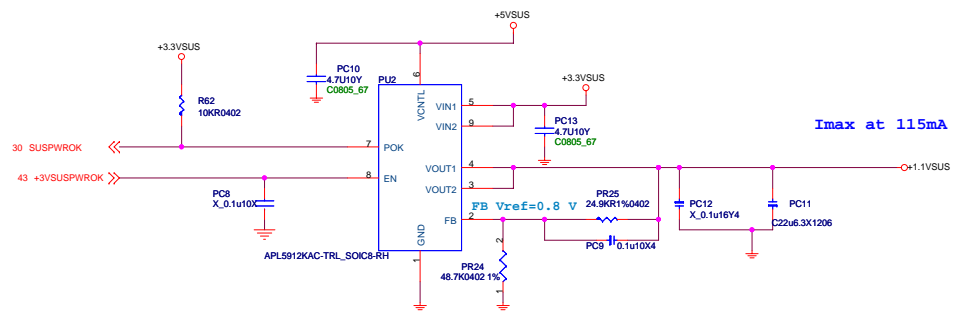 +5VSUS
+3.3VSUS
PC10
4.7U10Y
C0805_67
PU2
6
VCNTL
+3.3VSUS
R62
10KR0402
VIN1
5
VIN2
9
PC13
4.7U10Y
C0805_67
Imax at 115mA
30 SUSPWROK
7
POK
VOUT1
4
+1.1VSUS
43 +3VSUSPWROK
8
EN
VOUT2
3
PC8
X_0.1u10X
FB Vref=0.8 V
PR25
24.9KR1%0402
PC12
X_0.1u16Y4
PC11
C22u6.3X1206
FB
2
GND
1
PC9
0.1u10X4
APL5912KAC-TRL_SOIC8-RH
2
PR24
48.7K0402 1%
1